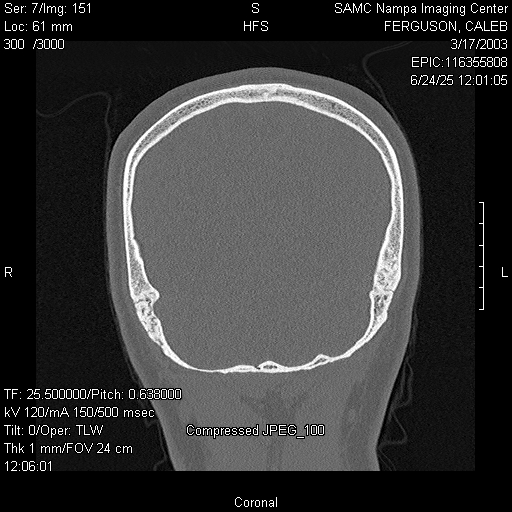 Ser: 7/Img: 151
Loc: 61 mm
300 /3000
S
HFS
SAMC Nampa Imaging Center
FERGUSON, CALEB
3/17/2003
EPIC:116355808
6/24/25 12:01:05
R
L
TF: 25.500000/Pitch: 0.638000
kV 120/mA 150/500 msec
Tilt: 0/Oper: TLW
Thk 1 mm/FOV 24 cm
12:06:01
Compressed JPEG_100
Coronal